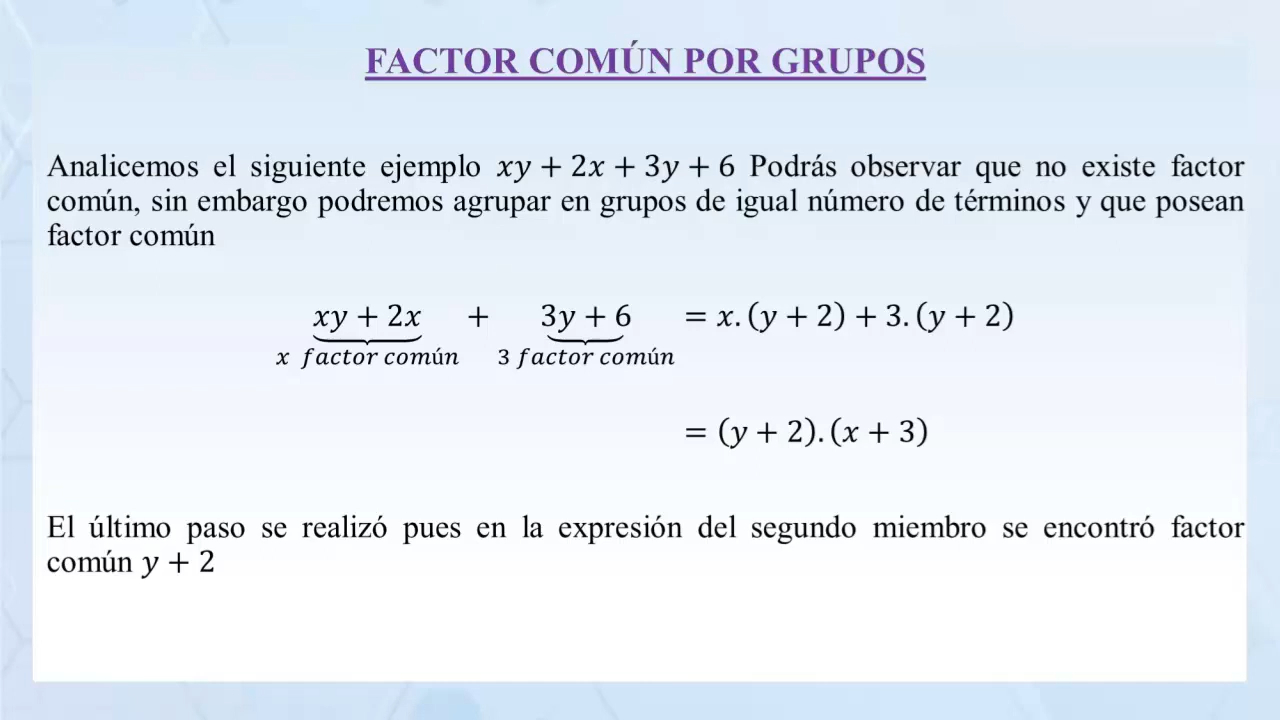 FACTOR COMÚN POR GRUPOS
Analicemos el siguiente ejemplo xy + 2x + 3y + 6 Podrás observar que no existe factor
común, sin embargo podremos agrupar en grupos de igual número de términos y que posean
factor común
xy + 2x + 3y + 6 = x. (y + 2) + 3. (y + 2)
x factor común 3 factor común
= (y + 2). (x + 3)
El último paso se realizó pues en la expresión del segundo miembro se encontró factor
común y + 2